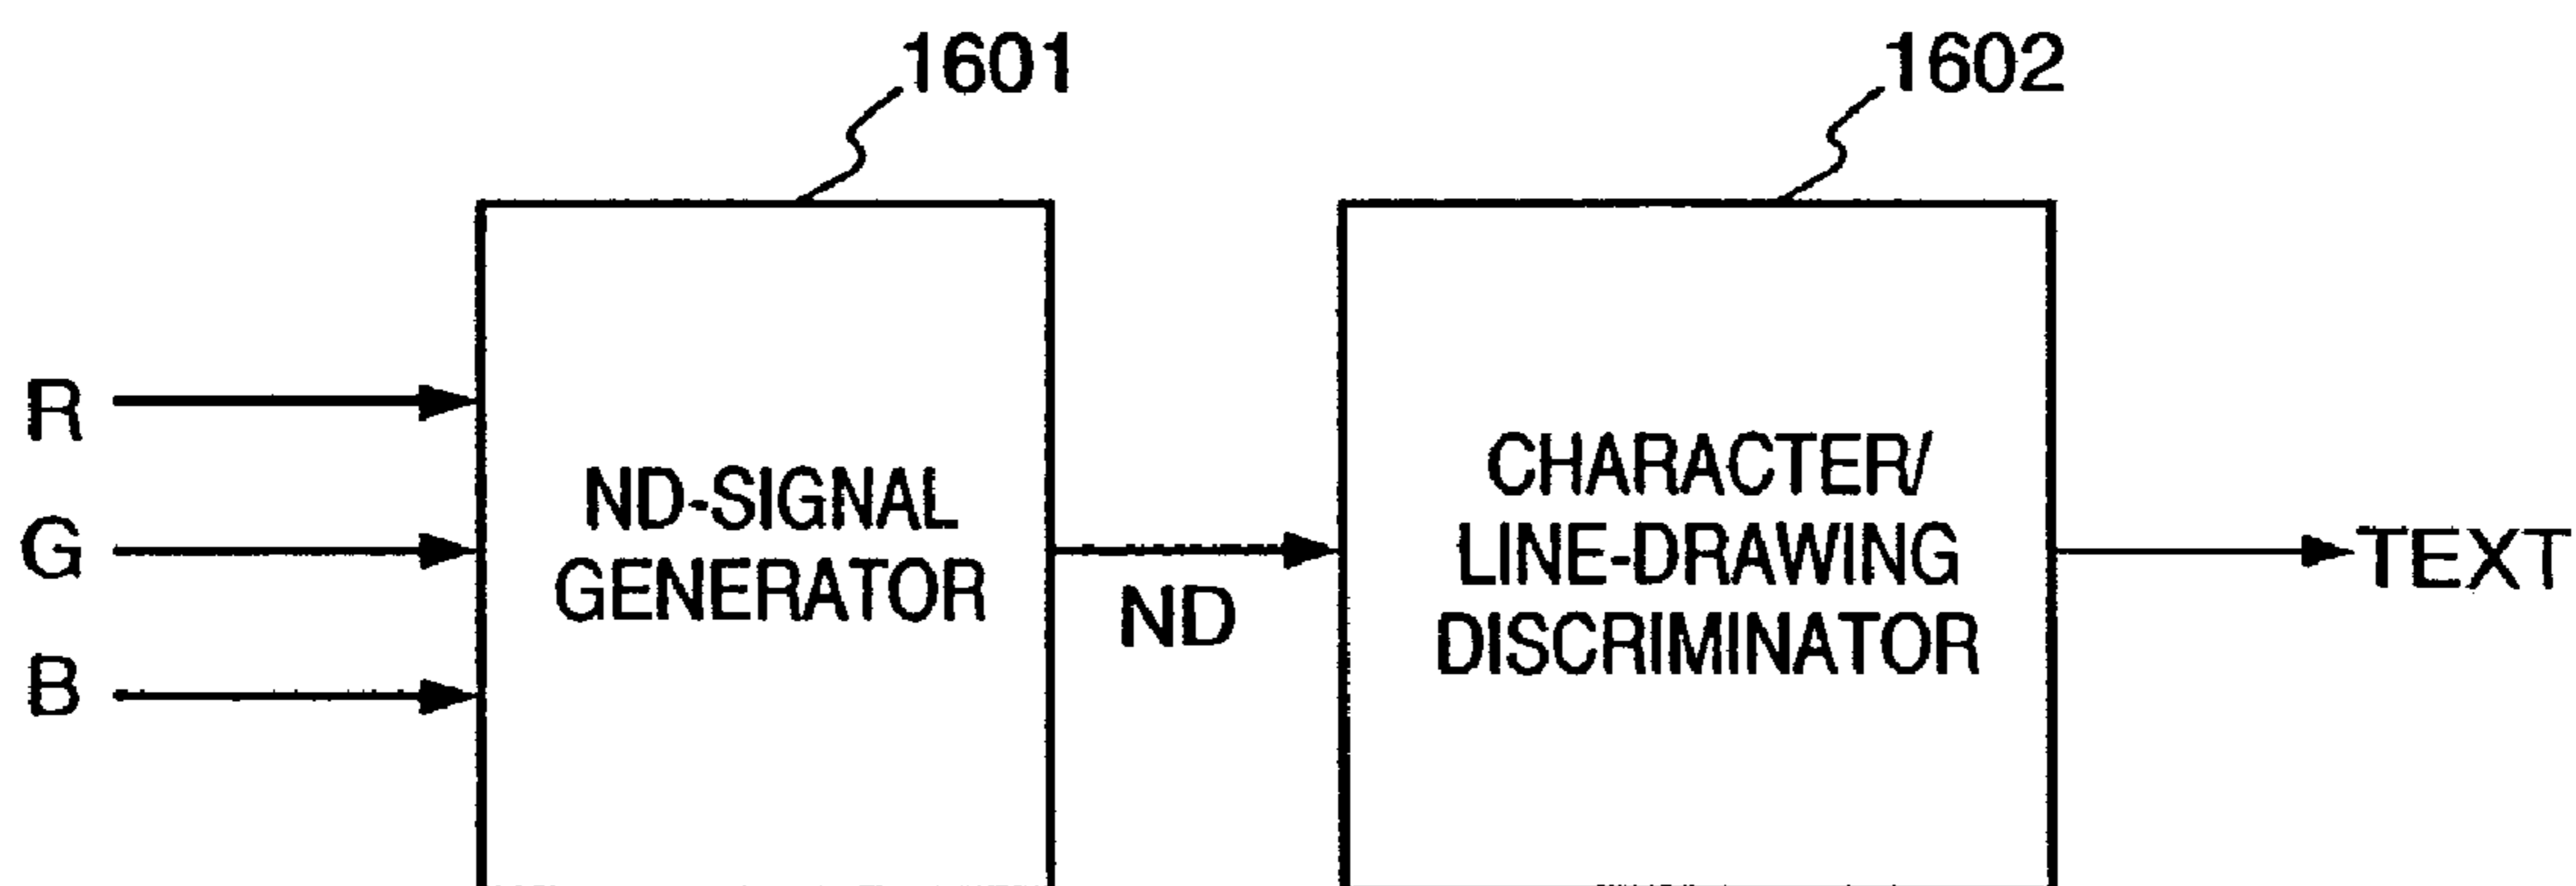 1601
1602
R
G
B
ND-SIGNAL
GENERATOR
ND
CHARACTER/
LINE-DRAWING
DISCRIMINATOR
TEXT